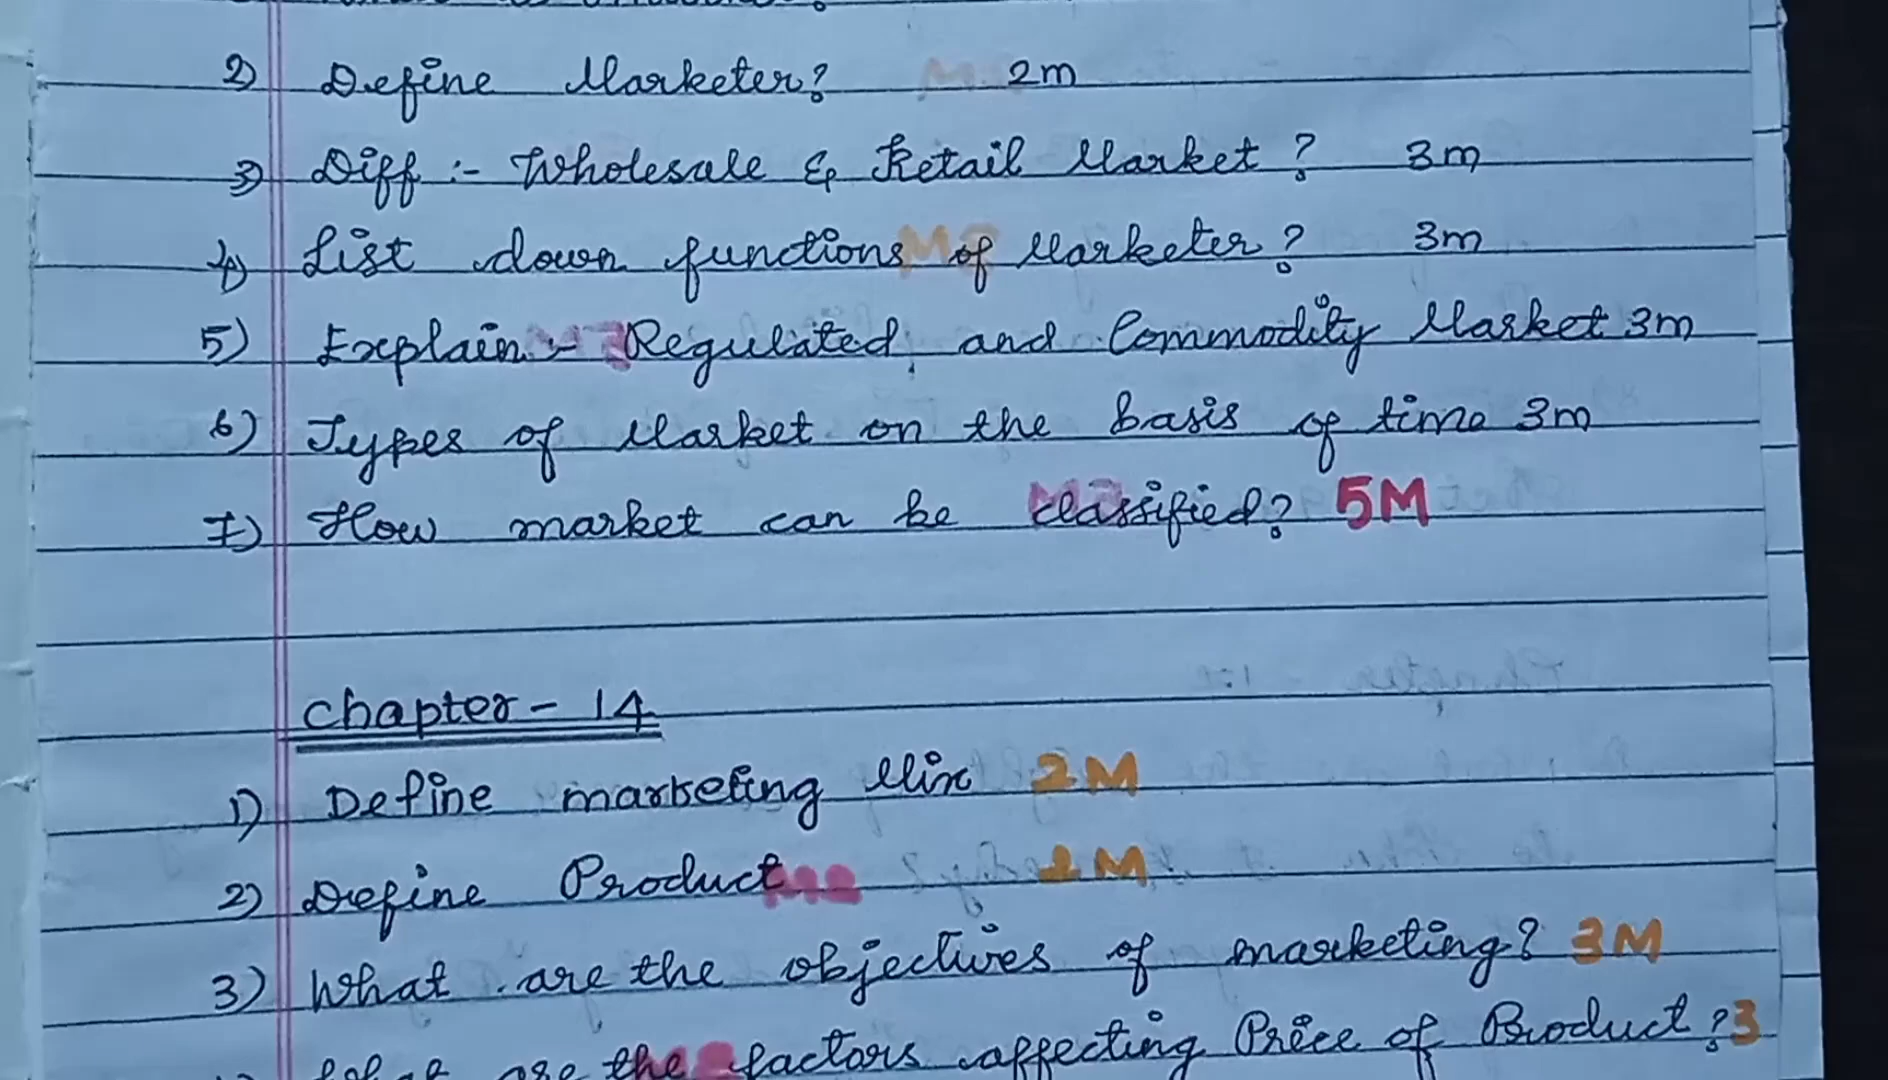 2) Define Marketer? 2m
3) Diff :- Wholesale & Retail Market? 3m
4) List down functions of Marketer? 3m
5) Explain :- Regulated and Commodity Market 3m
6) Types of Market on the basis of time 3m
7) How market can be classified? 5M
Chapter - 14
1) Define marketing Mix 2M
2) Define Product 2M
3) What are the objectives of marketing? 3M
What are the factors affecting Price of Product? 3